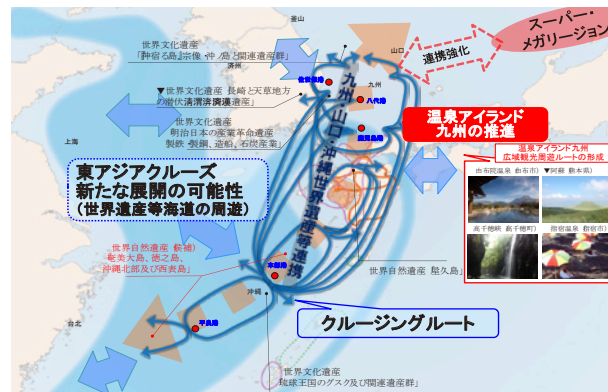 釜山
スーパー・
メガリージョン
世界文化遺産
「神宿る島」宗像・沖ノ島と関連遺産群」
済州
山口
連携強化
佐世保港
九州
八代港
▼世界文化遺産 長崎と天草地方
の潜伏
遺産」
鹿児島港
世界文化遺産
明治日本の産業革命遺産
製鉄・製鋼、造船、石炭産業」
温泉アイランド
九州の推進
上海
温泉アイランド九州
広域観光周遊ルートの形成
由布院温泉 由布市)
▼阿蘇 熊本県)
東アジアクルーズ
新たな展開の可能性
(世界遺産等海道の周遊)
九州・山口・沖縄世界遺産等連携
高千穂峡 高千穂町)
指宿温泉 指宿市)
世界自然遺産 候補)
奄美大島、徳之島、
沖縄北部及び西表島」
世界自然遺産 屋久島」
本部港
沖縄
クルージングルート
台北
平良港
世界文化遺産
「琉球王国のグスク及び関連遺産群」